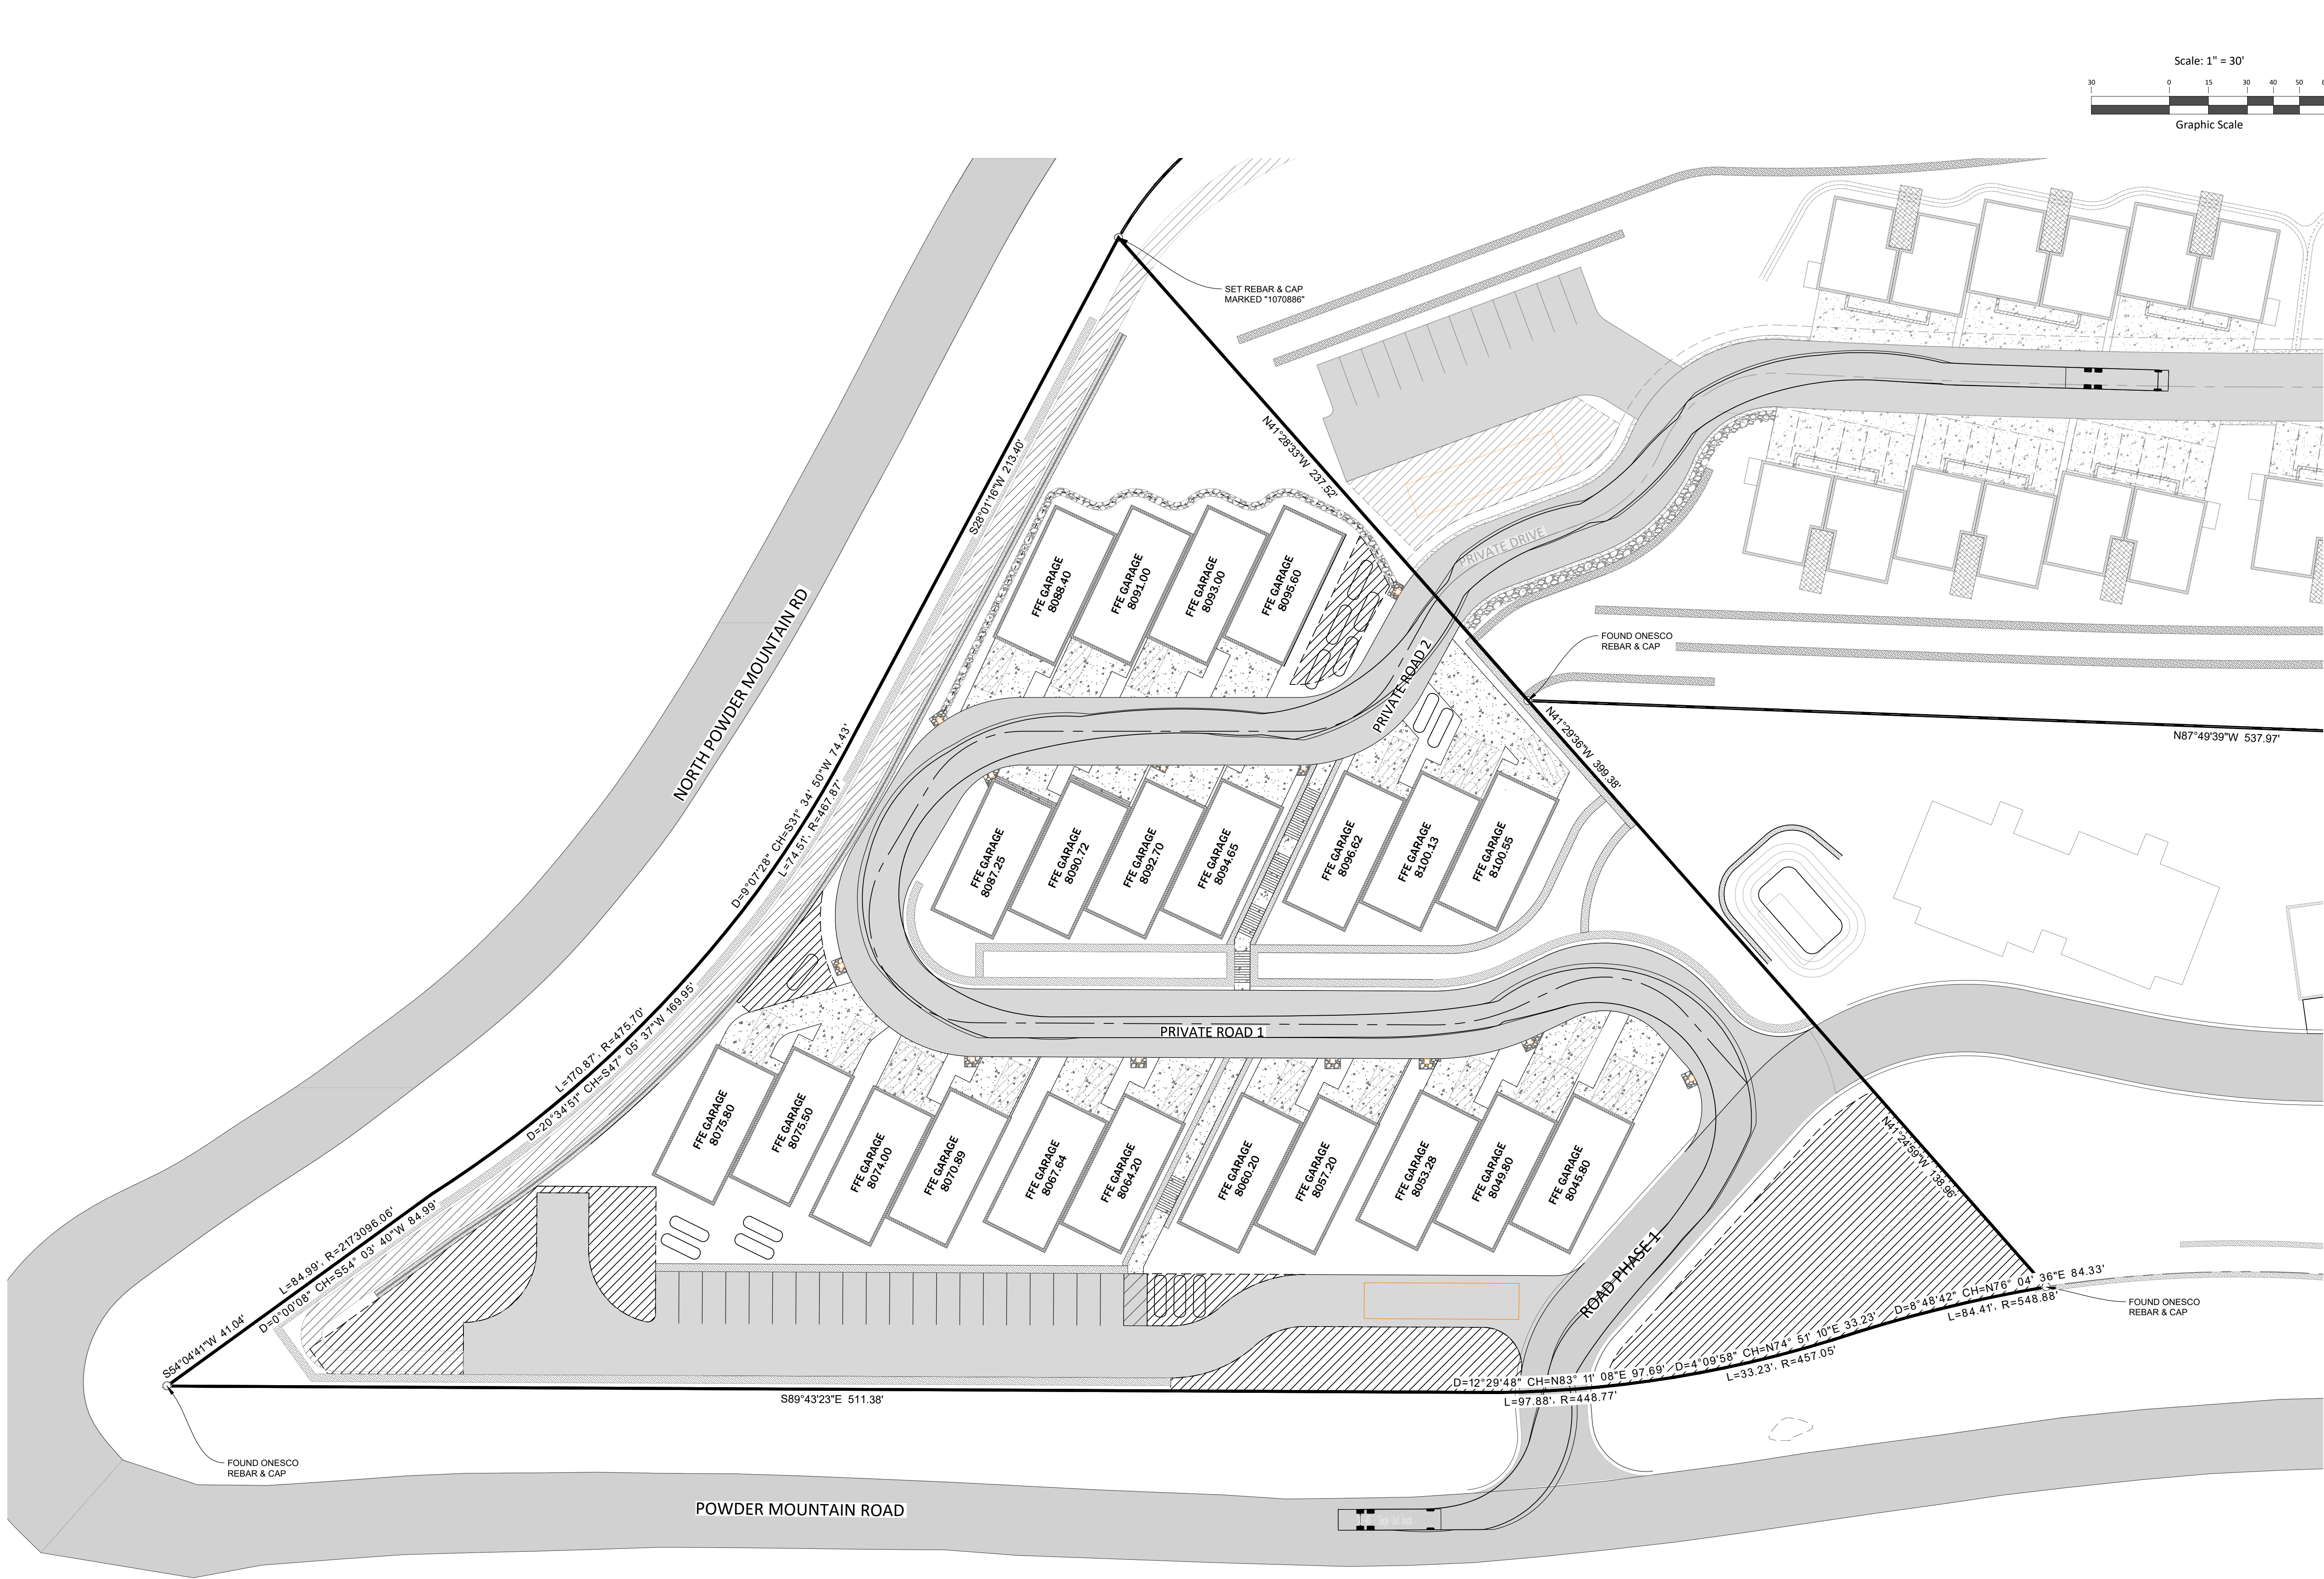 Scale: 1" = 30'
30 0 15 30 40 50
Graphic Scale
SET REBAR & CAP
MARKED "1070886"
N41°28'33"W 237.52'
S28°01'16"W 213.40'
PRIVATE DRIVE
NORTH POWDER MOUNTAIN RD
FFE GARAGE
8088.40
FFE GARAGE
8091.00
FFE GARAGE
8093.00
FFE GARAGE
8095.60
FOUND ONESCO
REBAR & CAP
PRIVATE ROAD 2
N41°29'36"W 399.38'
N87°49'39"W 537.97'
D=9°07'28" CH=S31° 34' 50"W 74.43'
L=74.51', R=467.87'
FFE GARAGE
8087.25
FFE GARAGE
8090.72
FFE GARAGE
8092.70
FFE GARAGE
8094.65
FFE GARAGE
8096.62
FFE GARAGE
8100.13
FFE GARAGE
8100.55
L=170.87', R=475.70'
D=20°34'51" CH=S47° 05' 37"W 169.95'
PRIVATE ROAD 1
FFE GARAGE
8075.80
FFE GARAGE
8075.50
FFE GARAGE
8074.00
FFE GARAGE
8070.89
FFE GARAGE
8067.64
FFE GARAGE
8064.20
FFE GARAGE
8060.20
FFE GARAGE
8057.20
FFE GARAGE
8053.28
FFE GARAGE
8049.80
FFE GARAGE
8045.80
N41°24'59"W 138.96'
L=84.99', R=2173096.06'
D=0°00'08" CH=S54° 03' 40"W 84.99'
ROAD PHASE 1
S54°04'41"W 41.04'
D=8°48'42" CH=N76° 04' 36"E 84.33'
L=84.41', R=548.88'
FOUND ONESCO
REBAR & CAP
D=4°09'58" CH=N74° 51' 10"E 33.23'
L=33.23', R=457.05'
D=12°29'48" CH=N83° 11' 08"E 97.69'
L=97.88', R=448.77'
S89°43'23"E 511.38'
FOUND ONESCO
REBAR & CAP
POWDER MOUNTAIN ROAD